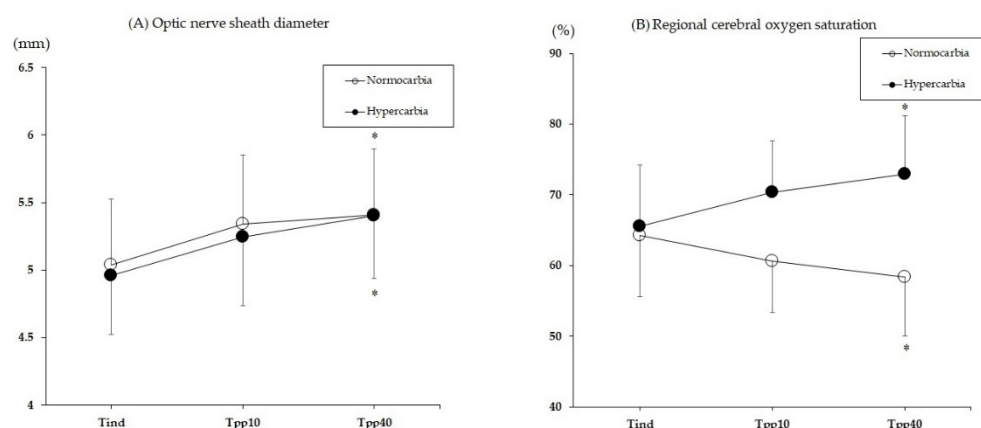 (A) Optic nerve sheath diameter
(mm)
Normocarbia
Hypercarbia
6.5
6
5.5
5
4.5
4
*
*
Tind Tpp10 Tpp40
(B) Regional cerebral oxygen saturation
(%)
Normocarbia
Hypercarbia
90
80
70
60
50
40
*
*
Tind Tpp10 Tpp40